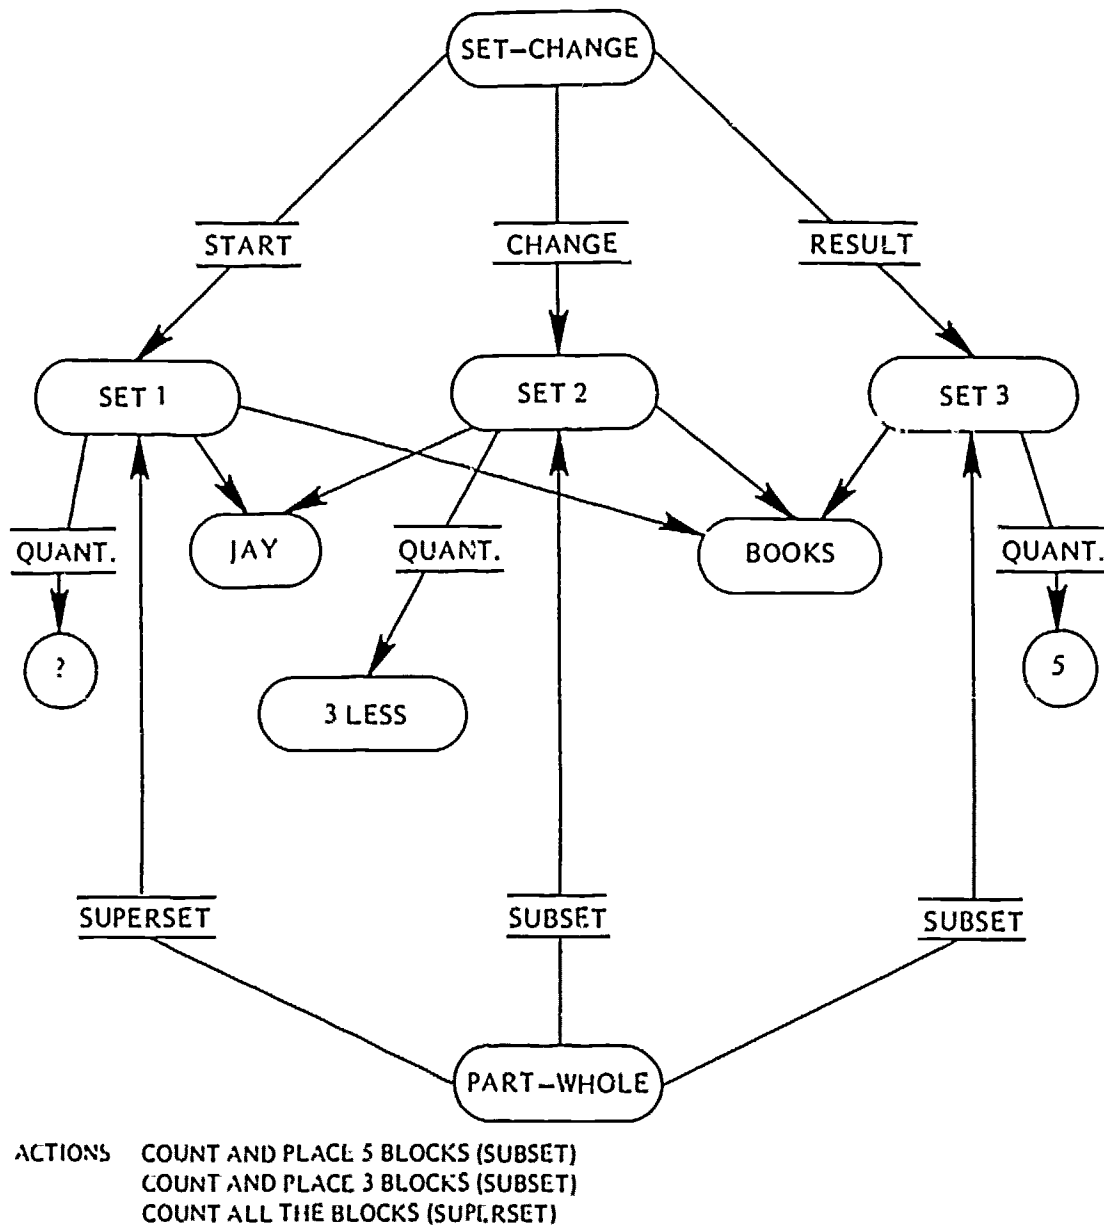 SET-CHANGE
START
CHANGE
RESULT
SET 1
SET 2
SET 3
QUANT.
JAY
QUANT.
BOOKS
QUANT.
?
3 LESS
5
SUPERSET
SUBSET
SUBSET
PART-WHOLE
ACTIONS COUNT AND PLACE 5 BLOCKS (SUBSET)
COUNT AND PLACE 3 BLOCKS (SUBSET)
COUNT ALL THE BLOCKS (SUPERSET)